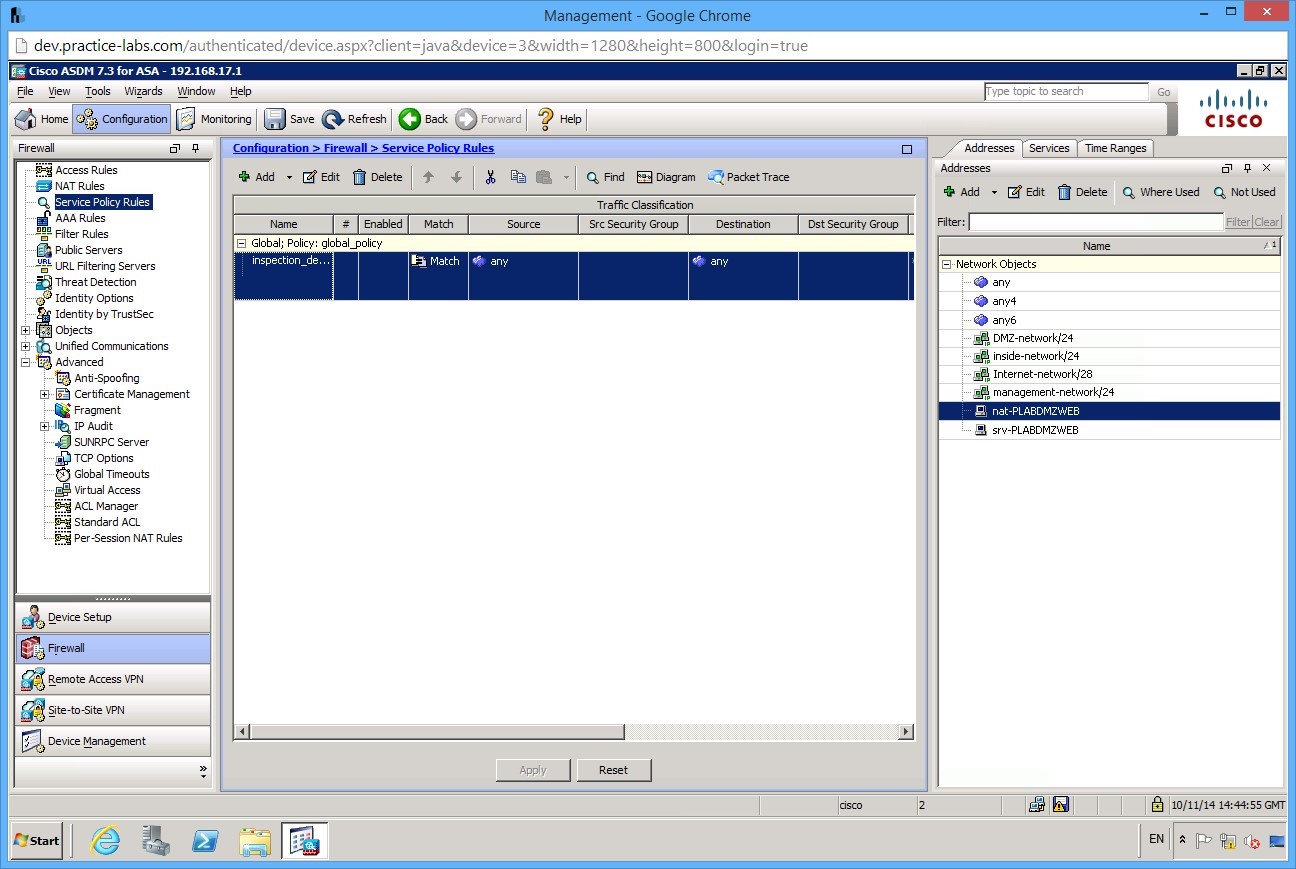 Management - Google Chrome
dev.practice-labs.com/authenticated/device.aspx?client=java&device=3&width=1280&height=800&login=true
Cisco ASDM 7.3 for ASA - 192.168.17.1
File View Tools Wizards Window Help
Type topic to search Go
Home Configuration Monitoring Save Refresh Back Forward Help
CISCO
Firewall
Access Rules
NAT Rules
Service Policy Rules
AAA Rules
Filter Rules
Public Servers
URL Filtering Servers
Threat Detection
Identity Options
Identity by TrustSec
Objects
Unified Communications
Advanced
Anti-Spoofing
Certificate Management
Fragment
IP Audit
SUNRPC Server
TCP Options
Global Timeouts
Virtual Access
ACL Manager
Standard ACL
Per-Session NAT Rules
Device Setup
Firewall
Remote Access VPN
Site-to-Site VPN
Device Management
Configuration > Firewall > Service Policy Rules
Add Edit Delete Find Diagram Packet Trace
Traffic Classification
Name # Enabled Match Source Src Security Group Destination Dst Security Group
Global; Policy: global_policy
inspection_de... Match any any
Apply Reset
Addresses Services Time Ranges
Addresses
Add Edit Delete Where Used Not Used
Filter: Filter Clear
Name 1
Network Objects
any
any4
any6
DMZ-network/24
inside-network/24
Internet-network/28
management-network/24
nat-PLABDMZWEB
srv-PLABDMZWEB
cisco 2 10/11/14 14:44:55 GMT
Start EN